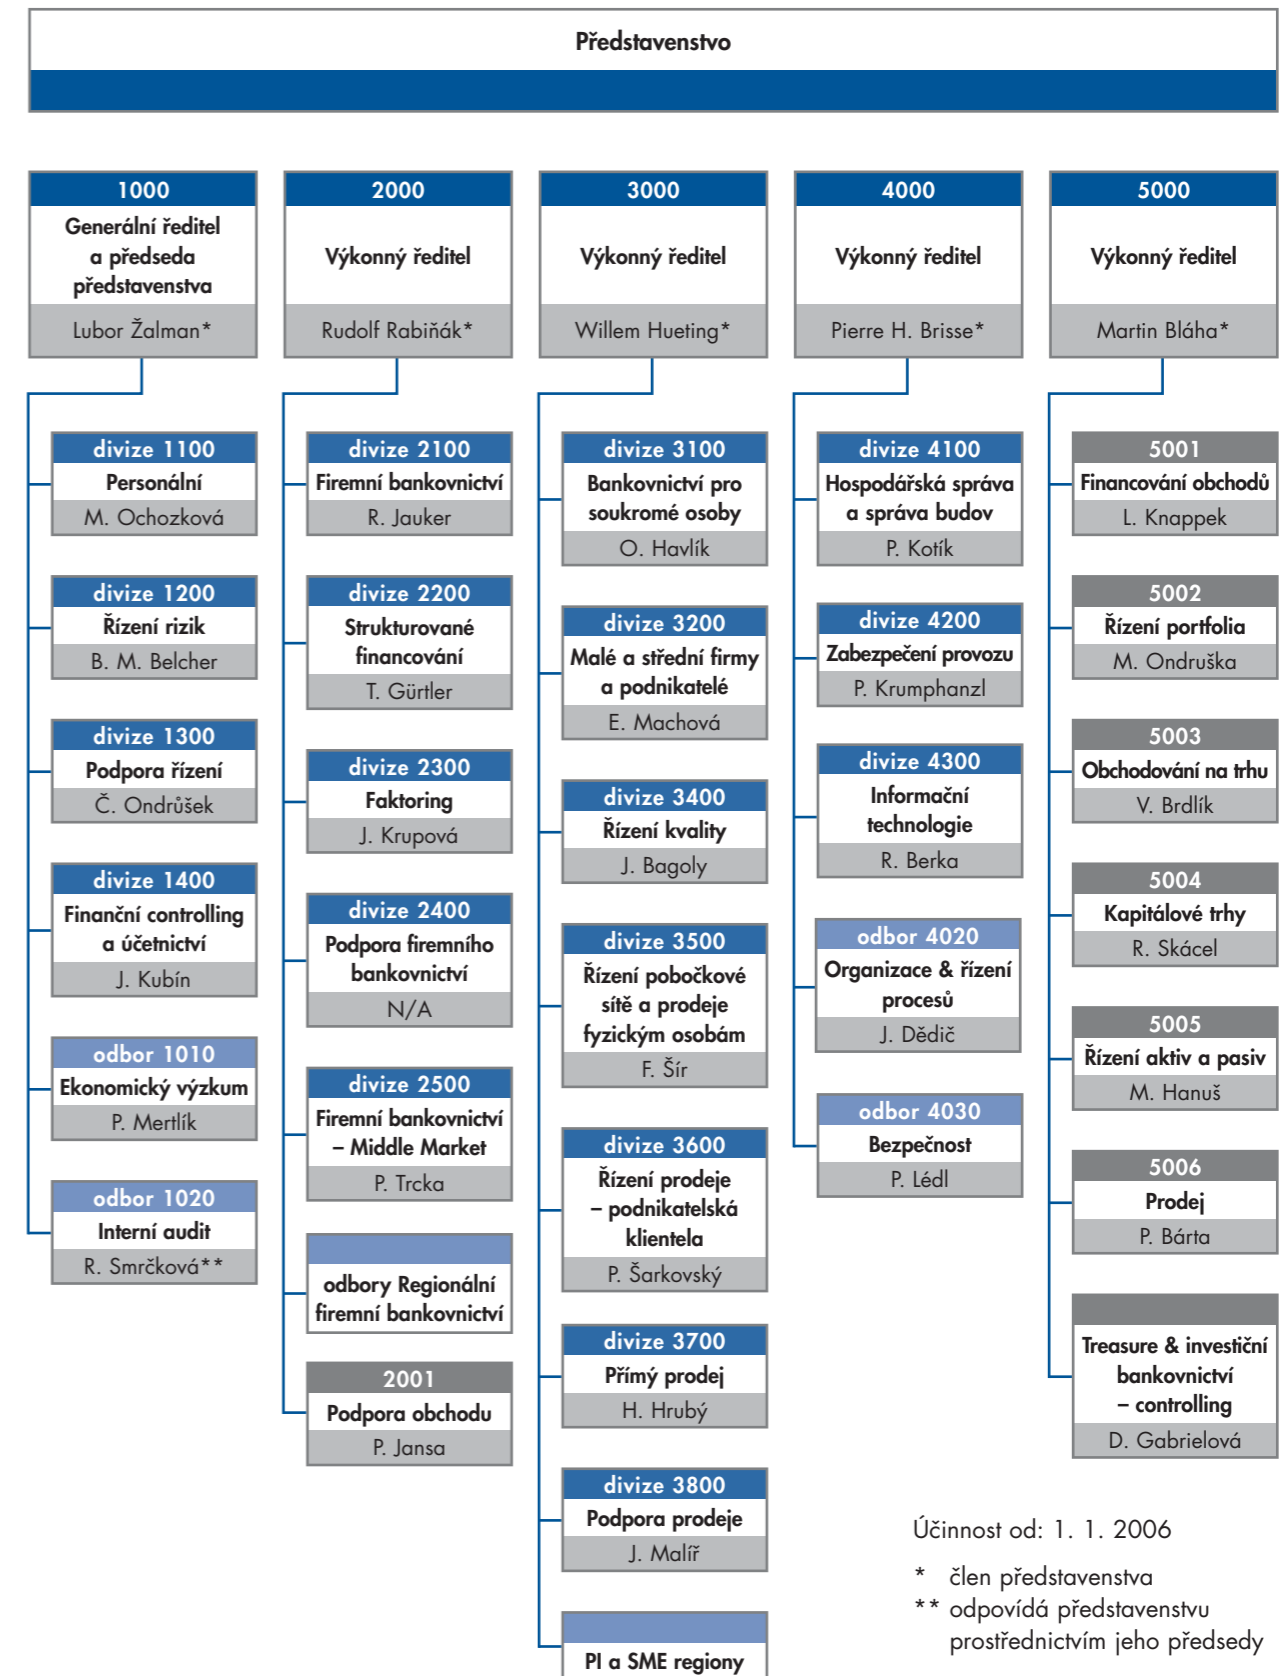 Představenstvo
1000
Generální ředitel
a předseda
představenstva
Lubor Žalman*
divize 1100
Personální
M. Ochozková
divize 1200
Řízení rizik
B. M. Belcher
divize 1300
Podpora řízení
Č. Ondrůšek
divize 1400
Finanční controlling
a účetnictví
J. Kubín
odbor 1010
Ekonomický výzkum
P. Mertlík
odbor 1020
Interní audit
R. Smrčková**
2000
Výkonný ředitel
Rudolf Rabiňák*
divize 2100
Firemní bankovnictví
R. Jauker
divize 2200
Strukturované
financování
T. Gürtler
divize 2300
Faktoring
J. Krupová
divize 2400
Podpora firemního
bankovnictví
N/A
divize 2500
Firemní bankovnictví
– Middle Market
P. Trcka
odbory Regionální
firemní bankovnictví
2001
Podpora obchodu
P. Jansa
3000
Výkonný ředitel
Willem Hueting*
divize 3100
Bankovnictví pro
soukromé osoby
O. Havlík
divize 3200
Malé a střední firmy
a podnikatelé
E. Machová
divize 3400
Řízení kvality
J. Bagoly
divize 3500
Řízení pobočkové
sítě a prodeje
fyzickým osobám
F. Šír
divize 3600
Řízení prodeje
– podnikatelská
klientela
P. Šarkovský
divize 3700
Přímý prodej
H. Hrubý
divize 3800
Podpora prodeje
J. Malíř
PI a SME regiony
4000
Výkonný ředitel
Pierre H. Brisse*
divize 4100
Hospodářská správa
a správa budov
P. Kotík
divize 4200
Zabezpečení provozu
P. Krumphanzl
divize 4300
Informační
technologie
R. Berka
odbor 4020
Organizace & řízení
procesů
J. Dědič
odbor 4030
Bezpečnost
P. Lédl
5000
Výkonný ředitel
Martin Bláha*
5001
Financování obchodů
L. Knappek
5002
Řízení portfolia
M. Ondruška
5003
Obchodování na trhu
V. Brdlík
5004
Kapitálové trhy
R. Skácel
5005
Řízení aktiv a pasiv
M. Hanuš
5006
Prodej
P. Bárta
Treasure & investiční
bankovnictví
– controlling
D. Gabrielová
Účinnost od: 1. 1. 2006
* člen představenstva
** odpovídá představenstvu
prostřednictvím jeho předsedy